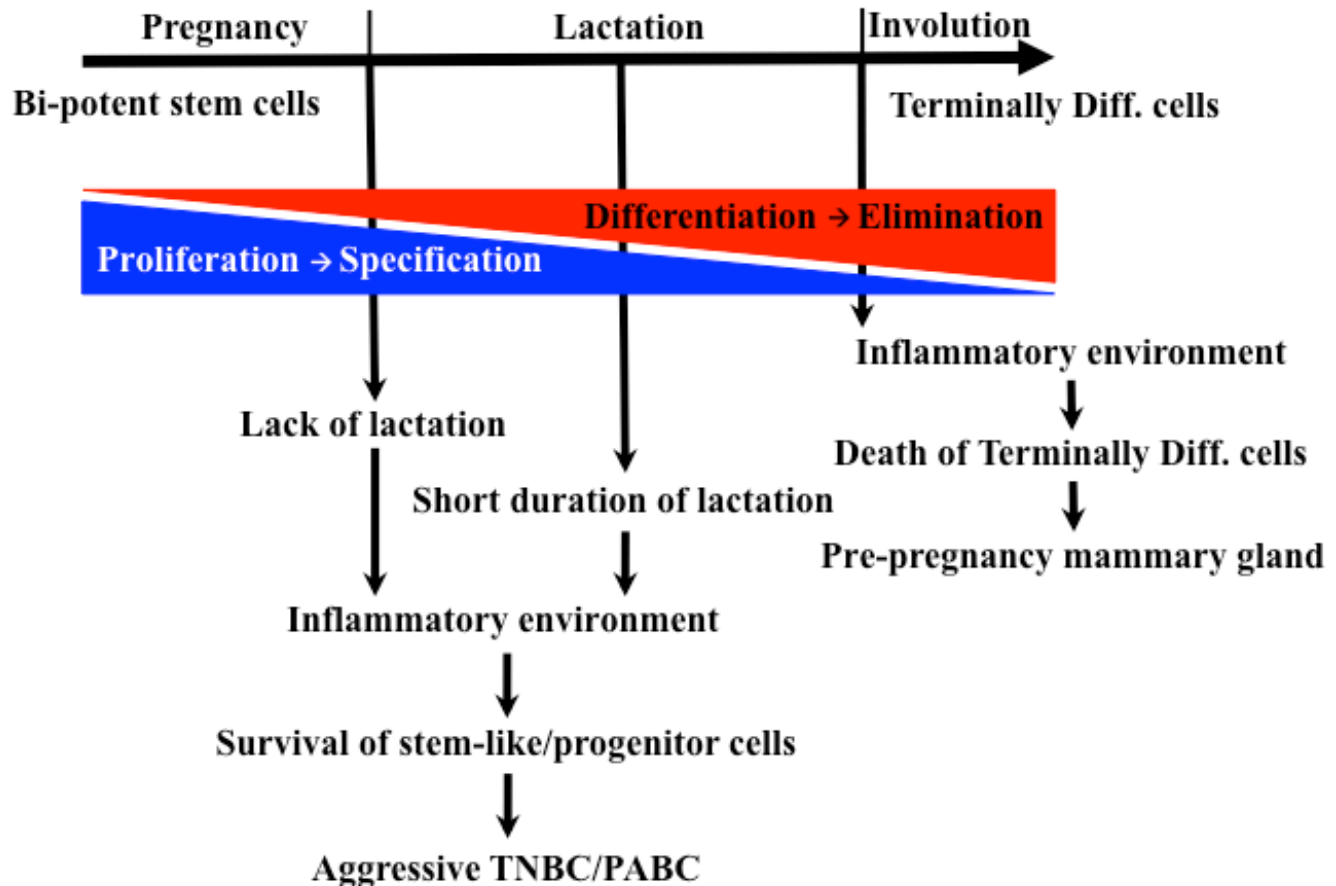 Pregnancy
Lactation
Involution
Bi-potent stem cells
Terminally Diff. cells
Differentiation → Elimination
Proliferation → Specification
Inflammatory environment
Lack of lactation
Death of Terminally Diff. cells
Short duration of lactation
Pre-pregnancy mammary gland
Inflammatory environment
Survival of stem-like/progenitor cells
Aggressive TNBC/PABC